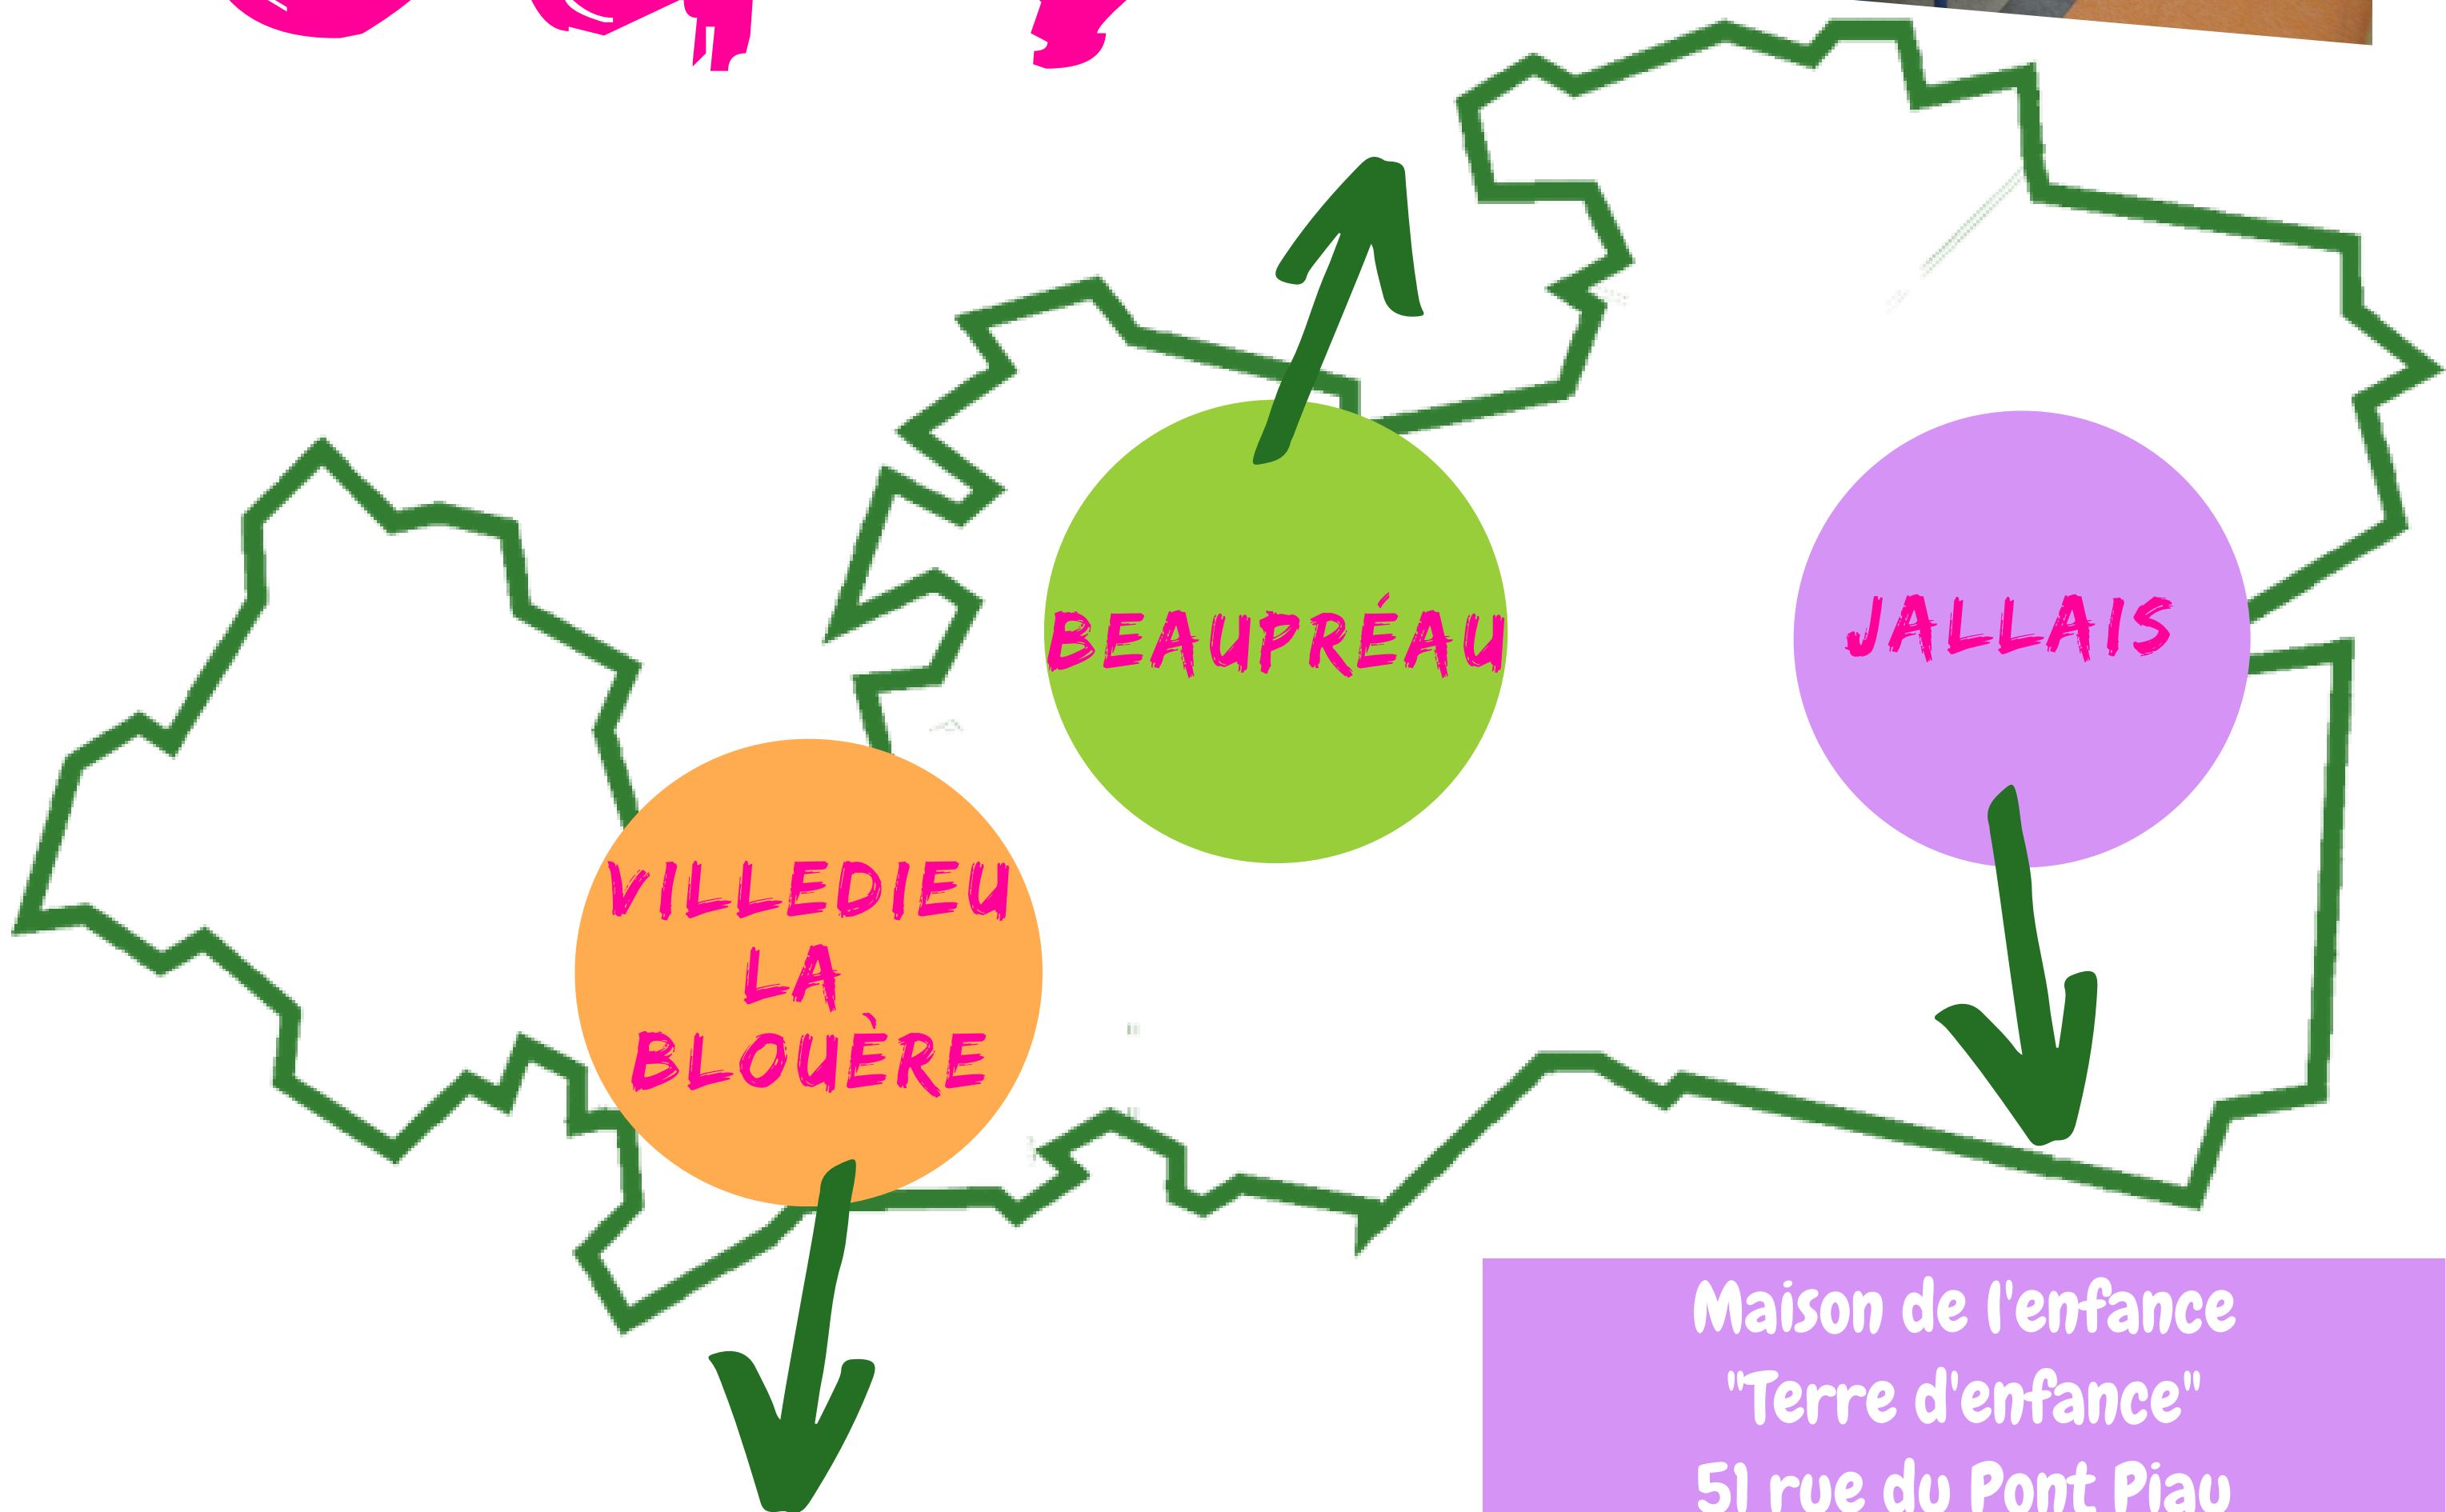 BEAUPRÉAU
JALLAIS
VILLEDIEU
LA
BLOUÈRE
Maison de l'enfance
"Terre d'enfance"
51 rue du Pont Piau